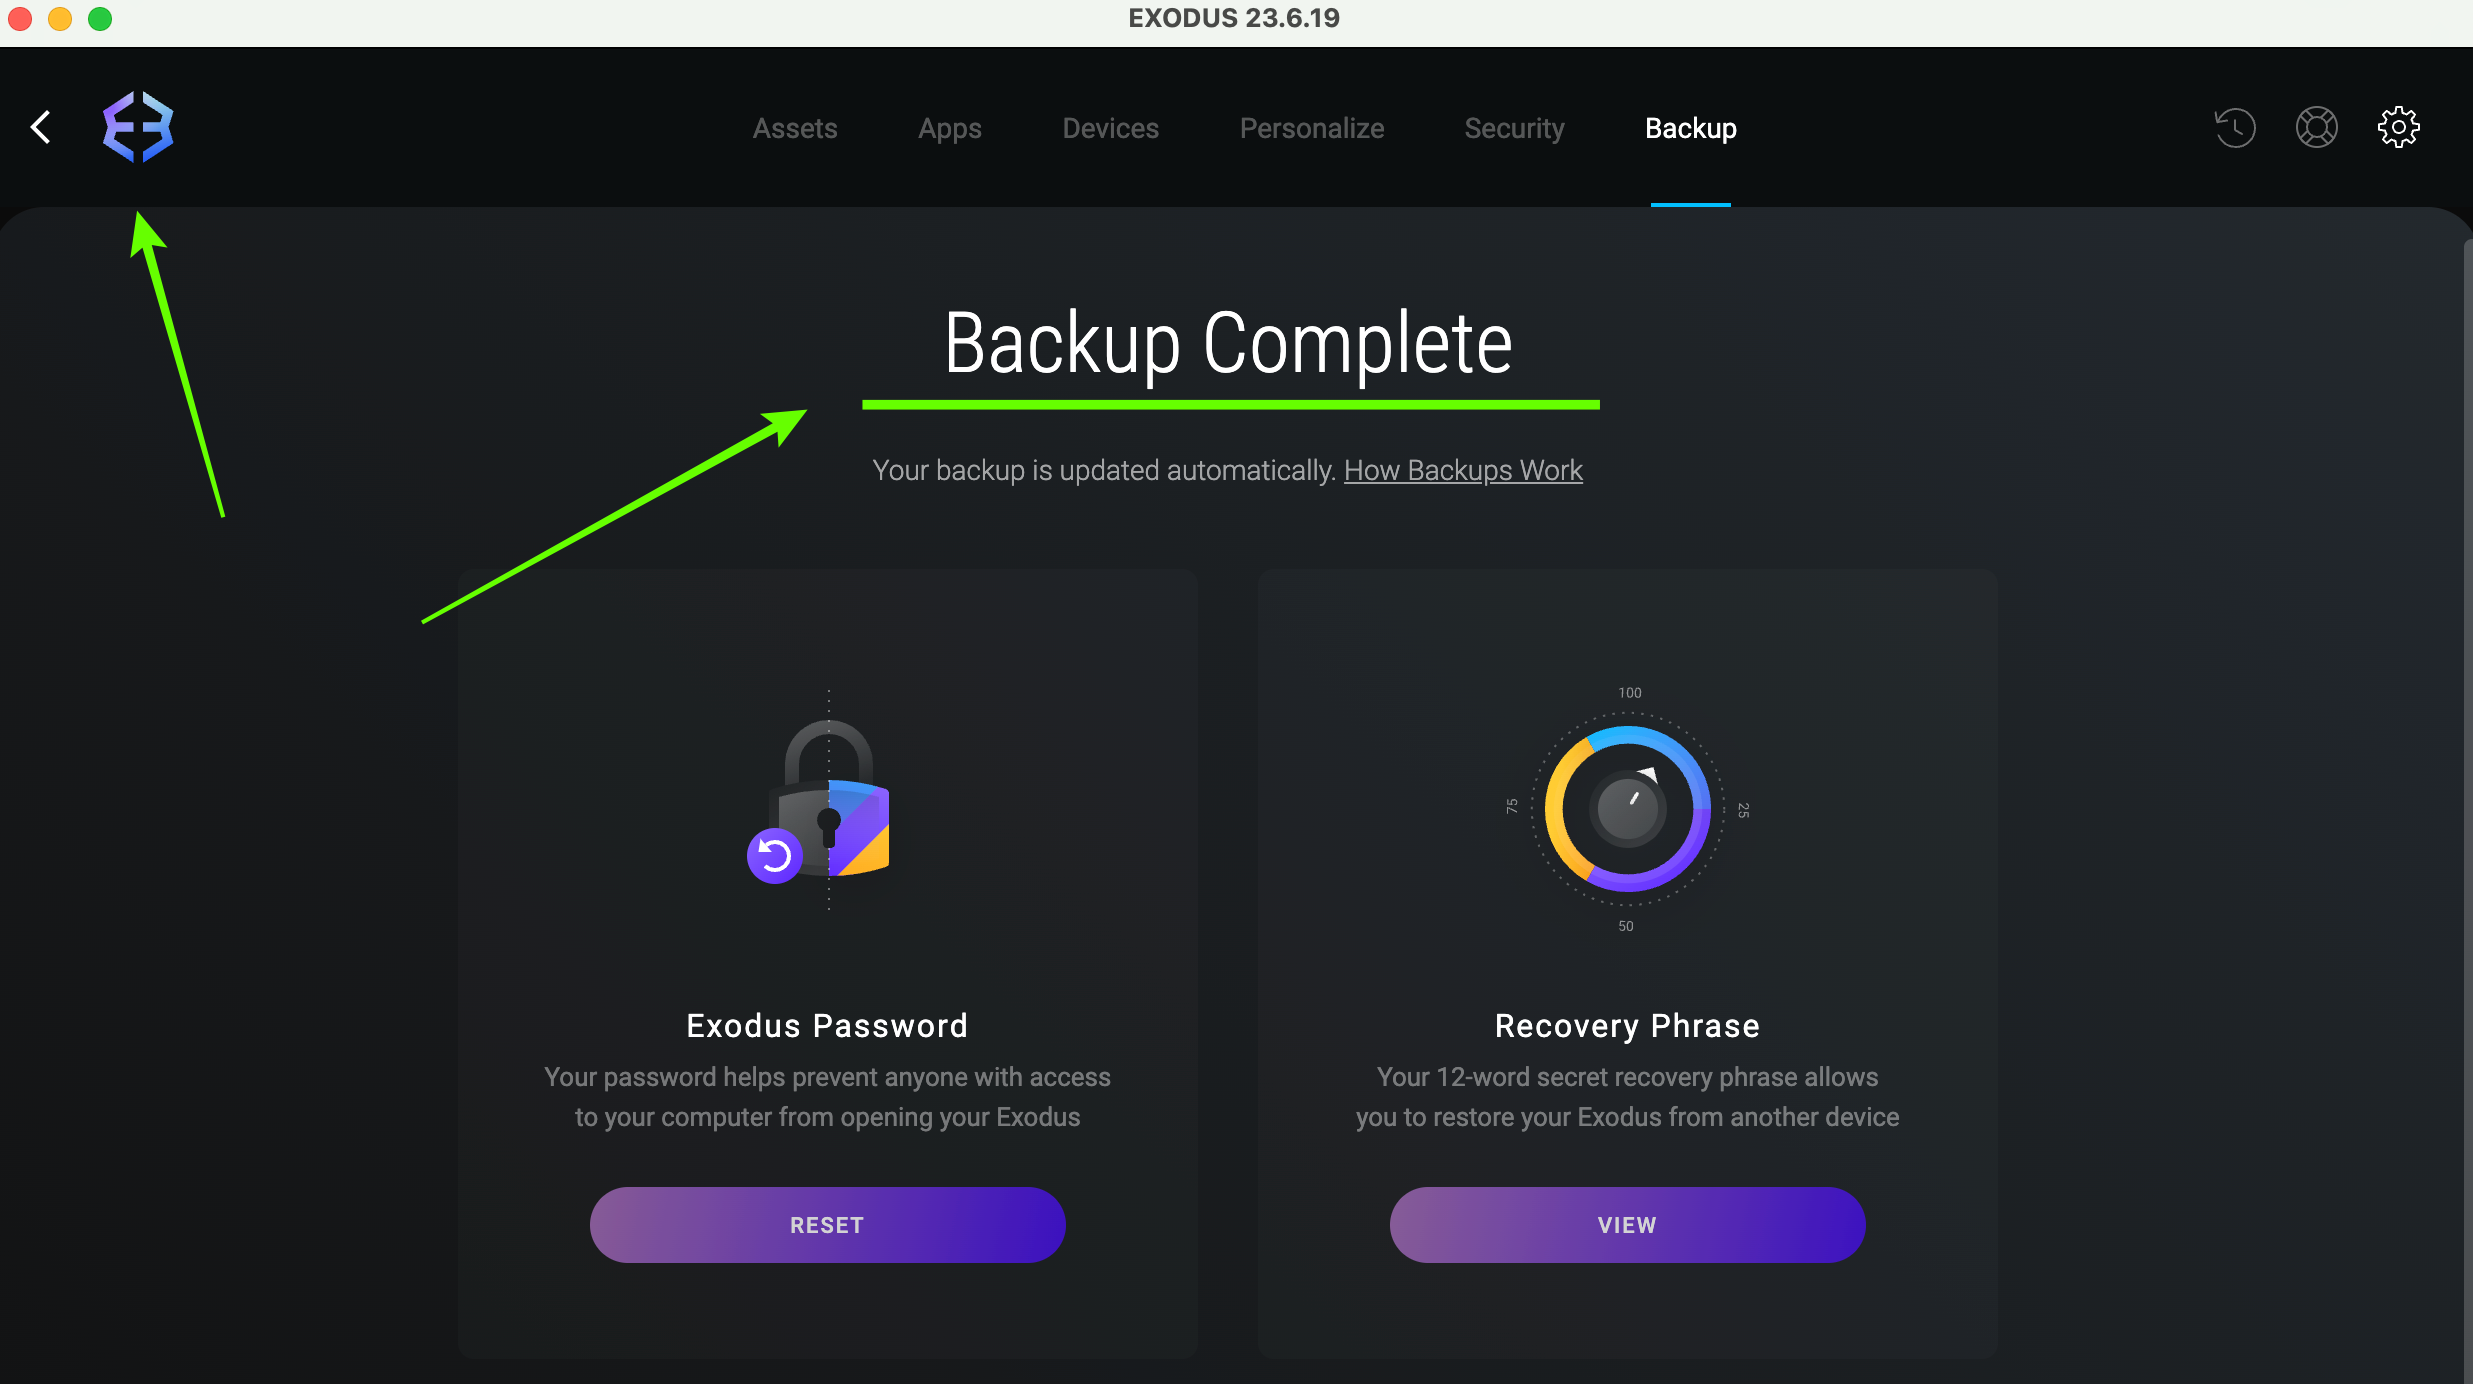 EXODUS 23.6.19
Assets
Apps
Devices
Personalize
Security
Backup
Backup Complete
Your backup is updated automatically. How Backups Work
Exodus Password
Your password helps prevent anyone with access
to your computer from opening your Exodus
RESET
100
25
50
75
Recovery Phrase
Your 12-word secret recovery phrase allows
you to restore your Exodus from another device
VIEW